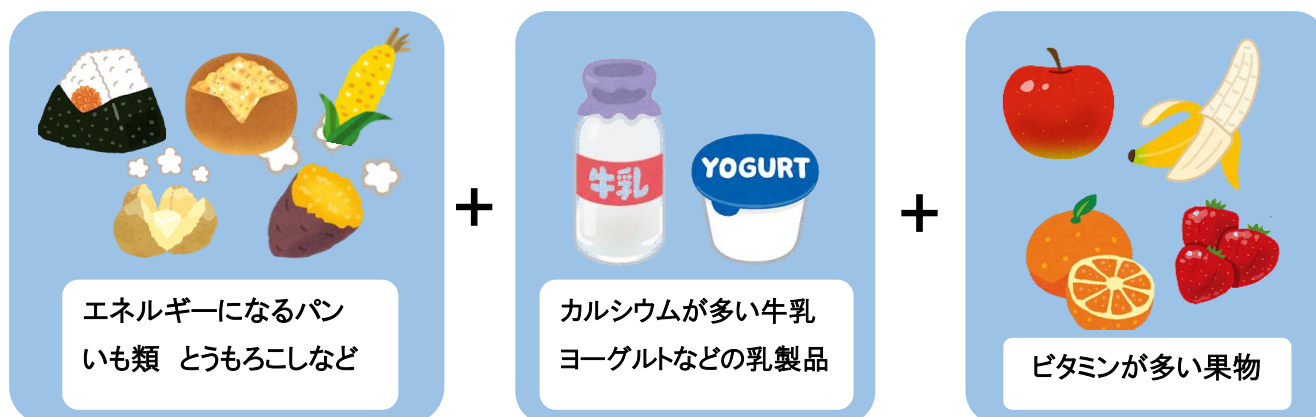 牛乳
YOGURT
エネルギーになるパン
いも類　とうもろこしなど
カルシウムが多い牛乳
ヨーグルトなどの乳製品
ビタミンが多い果物